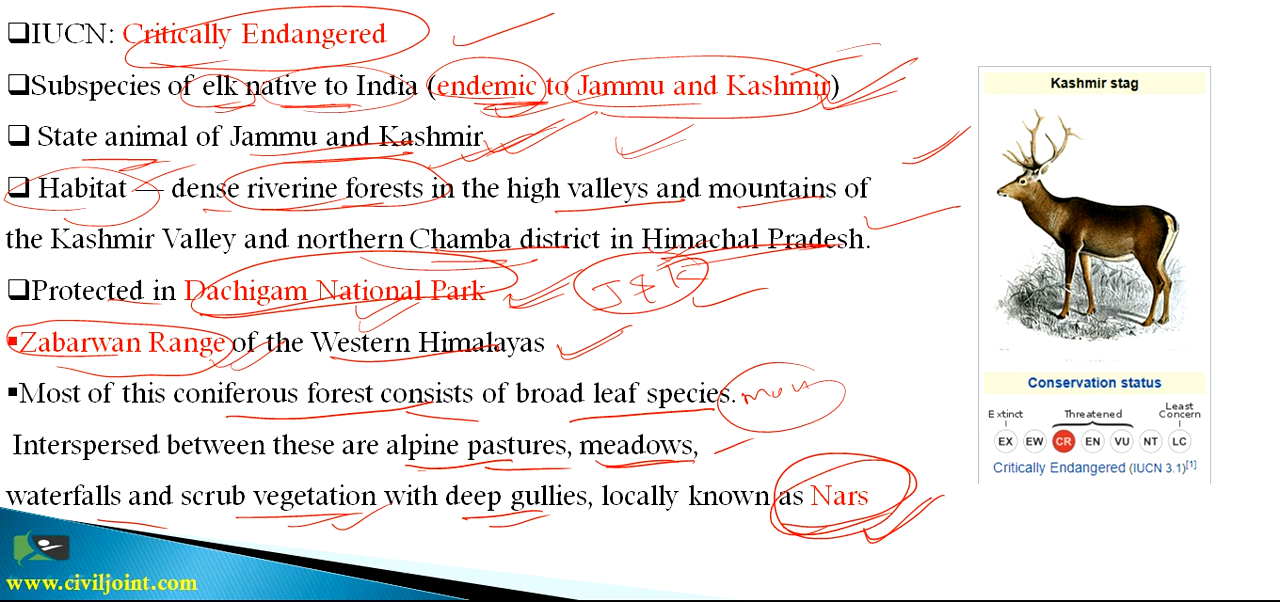 ❑IUCN: Critically Endangered
❑Subspecies of elk native to India (endemic to Jammu and Kashmir)
❑ State animal of Jammu and Kashmir
❑ Habitat — dense riverine forests in the high valleys and mountains of
the Kashmir Valley and northern Chamba district in Himachal Pradesh.
❑Protected in Dachigam National Park
J & K
▪Zabarwan Range of the Western Himalayas
▪Most of this coniferous forest consists of broad leaf species.
Interspersed between these are alpine pastures, meadows,
waterfalls and scrub vegetation with deep gullies, locally known as Nars
www.civiljoint.com
Kashmir stag
Conservation status
Extinct Threatened Least Concern
EX EW CR EN VU NT LC
Critically Endangered (IUCN 3.1)[1]